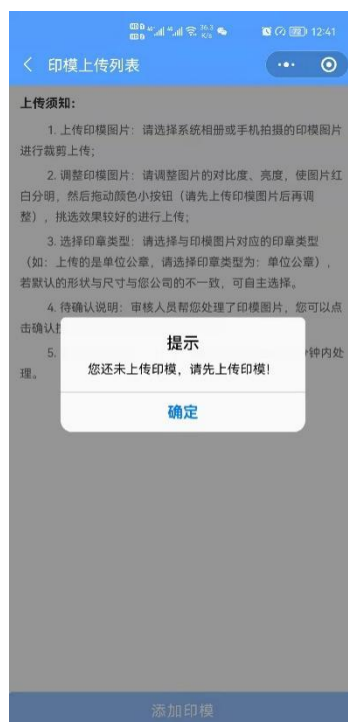 36.3
K/s
12:41
印模上传列表
上传须知:
1. 上传印模图片：请选择系统相册或手机拍摄的印模图片
进行裁剪上传；
2. 调整印模图片：请调整图片的对比度、亮度，使图片红
白分明，然后拖动颜色小按钮（请先上传印模图片后再调
整），挑选效果较好的进行上传；
3. 选择印章类型：请选择与印模图片对应的印章类型
（如：上传的是单位公章，请选择印章类型为：单位公章），
若默认的形状与尺寸与您公司的不一致，可自主选择。
4. 待确认说明：审核人员帮您处理了印模图片，您可以点
击确认
5.
钟内处
理。
提示
您还未上传印模，请先上传印模!
确定
添加印模